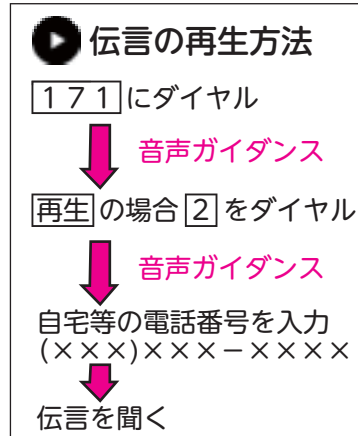 伝言の再生方法
１７１にダイヤル
音声ガイダンス
再生の場合２をダイヤル
音声ガイダンス
自宅等の電話番号を入力
(×××)×××－××××
伝言を聞く